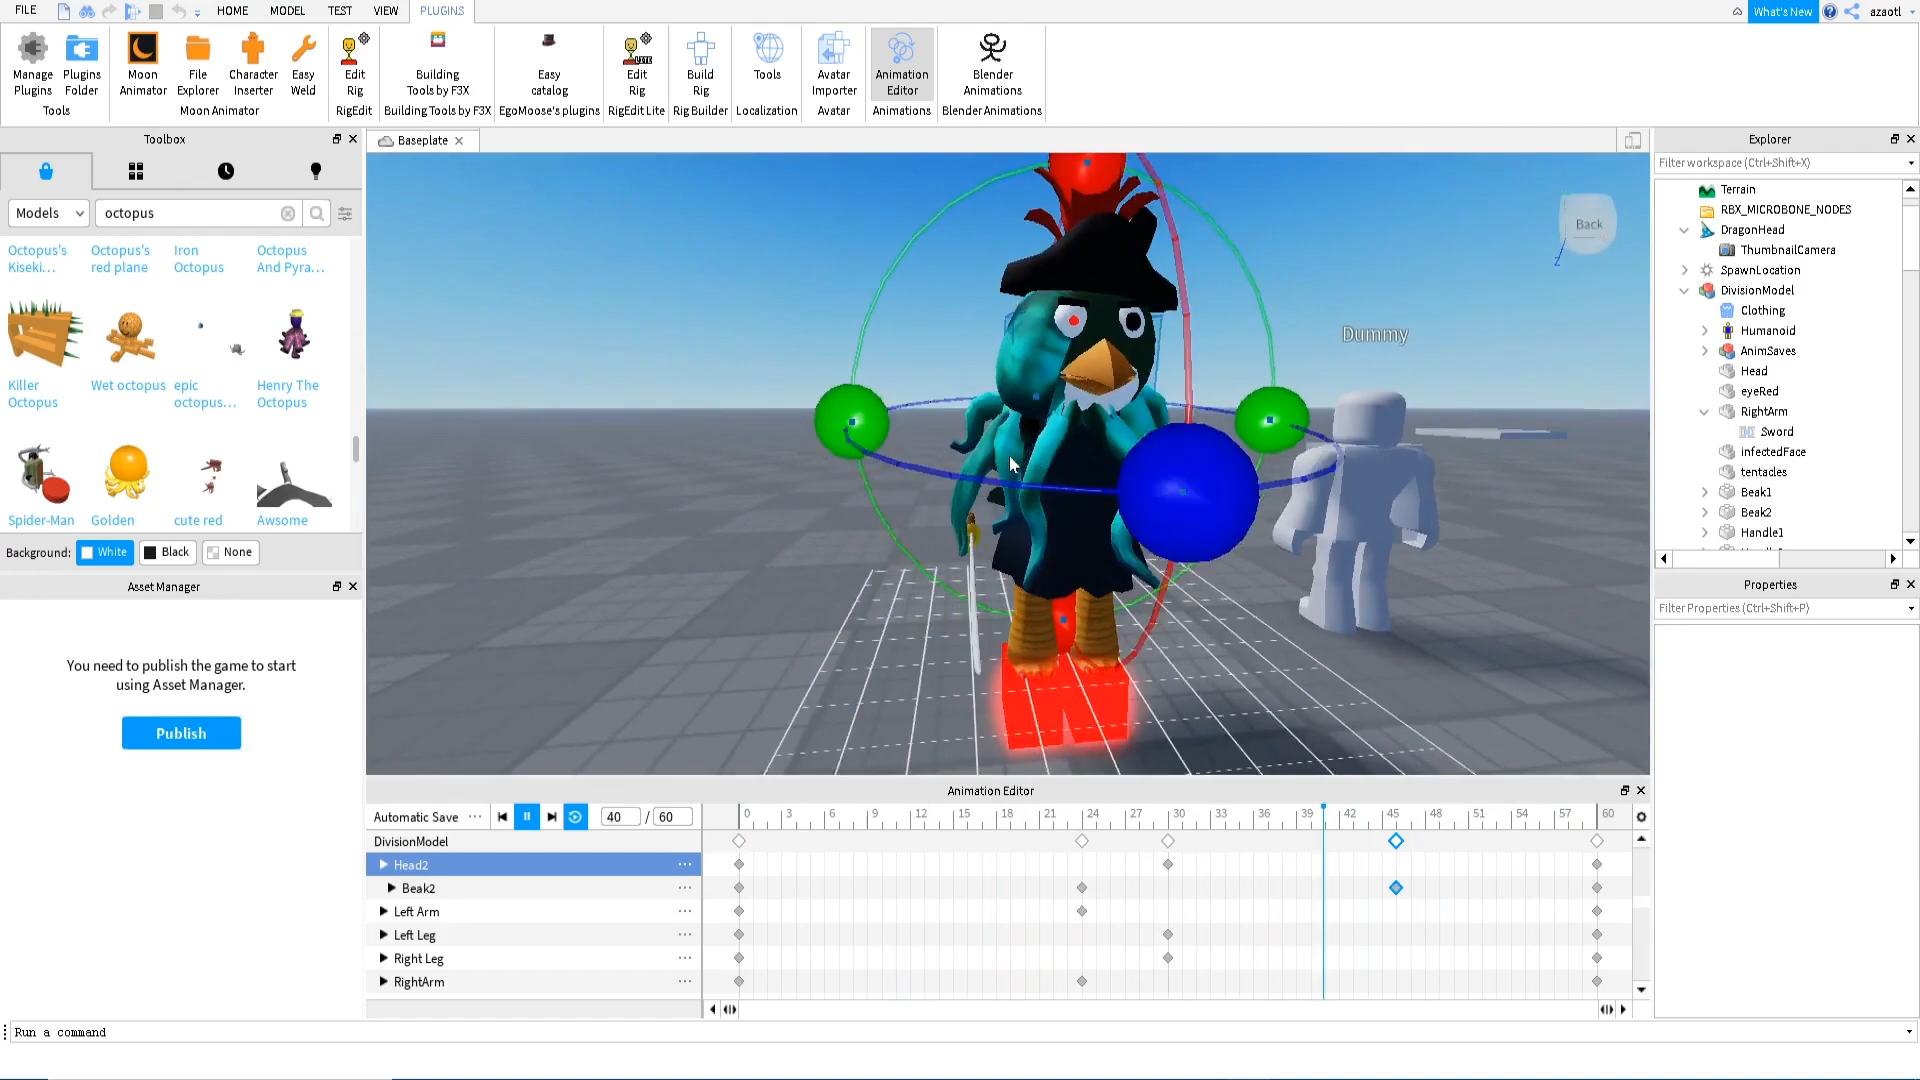 FILE HOME MODEL TEST VIEW PLUGINS What's New azaotl
Manage Plugins
Plugins Folder
Tools
Moon Animator
File Explorer
Character Inserter
Easy Weld
Moon Animator
Edit Rig
RigEdit
Building Tools by F3X
Building Tools by F3X
Easy catalog
EgoMoose's plugins
LITE
Edit Rig
RigEdit Lite
Build Rig
Rig Builder
Tools
Localization
Avatar Importer
Avatar
Animation Editor
Animations
Blender Animations
Blender Animations
Toolbox
Models octopus
Octopus's Kiseki...
Octopus's red plane
Iron Octopus
Octopus And Pyra...
Killer Octopus
Wet octopus
epic octopus...
Henry The Octopus
Spider-Man
Golden
cute red
Awsome
Background: White Black None
Asset Manager
You need to publish the game to start
using Asset Manager.
Publish
Baseplate
Back
Z
Dummy
Explorer
Filter workspace (Ctrl+Shift+X)
Terrain
RBX_MICROBONE_NODES
DragonHead
ThumbnailCamera
SpawnLocation
DivisionModel
Clothing
Humanoid
AnimSaves
Head
eyeRed
RightArm
Sword
infectedFace
tentacles
Beak1
Beak2
Handle1
Properties
Filter Properties (Ctrl+Shift+P)
Animation Editor
Automatic Save ... 40 / 60
0 3 6 9 12 15 18 21 24 27 30 33 36 39 42 45 48 51 54 57 60
DivisionModel
Head2 ...
Beak2 ...
Left Arm ...
Left Leg ...
Right Leg ...
RightArm ...
Run a command